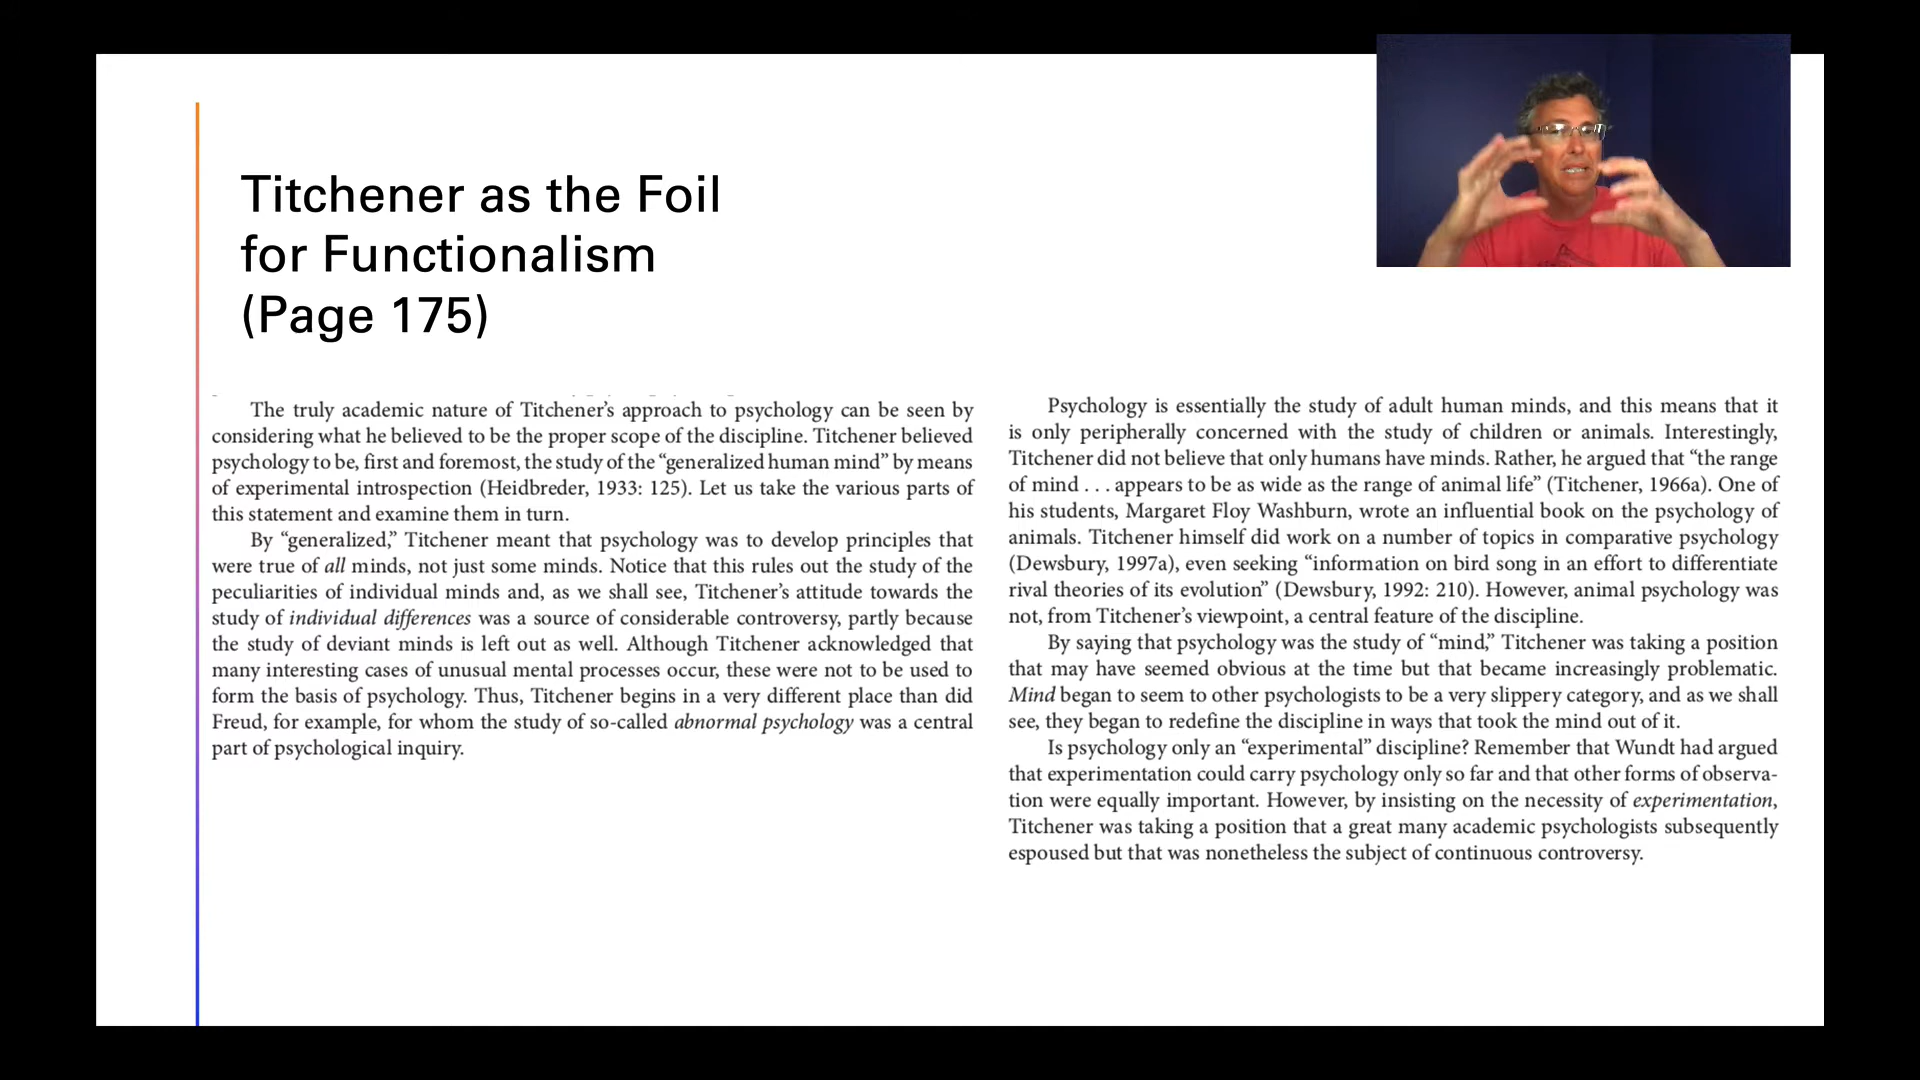 Titchener as the Foil
for Functionalism
(Page 175)
The truly academic nature of Titchener’s approach to psychology can be seen by
considering what he believed to be the proper scope of the discipline. Titchener believed
psychology to be, first and foremost, the study of the “generalized human mind” by means
of experimental introspection (Heidbreder, 1933: 125). Let us take the various parts of
this statement and examine them in turn.
By “generalized,” Titchener meant that psychology was to develop principles that
were true of all minds, not just some minds. Notice that this rules out the study of the
peculiarities of individual minds and, as we shall see, Titchener’s attitude towards the
study of individual differences was a source of considerable controversy, partly because
the study of deviant minds is left out as well. Although Titchener acknowledged that
many interesting cases of unusual mental processes occur, these were not to be used to
form the basis of psychology. Thus, Titchener begins in a very different place than did
Freud, for example, for whom the study of so-called abnormal psychology was a central
part of psychological inquiry.
Psychology is essentially the study of adult human minds, and this means that it
is only peripherally concerned with the study of children or animals. Interestingly,
Titchener did not believe that only humans have minds. Rather, he argued that “the range
of mind . . . appears to be as wide as the range of animal life” (Titchener, 1966a). One of
his students, Margaret Floy Washburn, wrote an influential book on the psychology of
animals. Titchener himself did work on a number of topics in comparative psychology
(Dewsbury, 1997a), even seeking “information on bird song in an effort to differentiate
rival theories of its evolution” (Dewsbury, 1992: 210). However, animal psychology was
not, from Titchener’s viewpoint, a central feature of the discipline.
By saying that psychology was the study of “mind,” Titchener was taking a position
that may have seemed obvious at the time but that became increasingly problematic.
Mind began to seem to other psychologists to be a very slippery category, and as we shall
see, they began to redefine the discipline in ways that took the mind out of it.
Is psychology only an “experimental” discipline? Remember that Wundt had argued
that experimentation could carry psychology only so far and that other forms of observa-
tion were equally important. However, by insisting on the necessity of experimentation,
Titchener was taking a position that a great many academic psychologists subsequently
espoused but that was nonetheless the subject of continuous controversy.